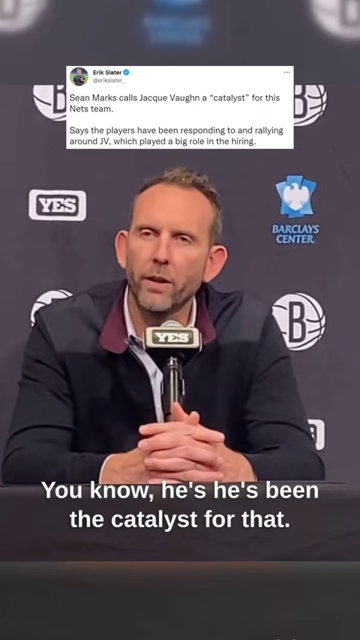 Erik Slater
@erikslater_
Sean Marks calls Jacque Vaughn a “catalyst” for this
Nets team.
Says the players have been responding to and rallying
around JV, which played a big role in the hiring.
B
B
YES
BARCLAYS
CENTER
B
B
YES
You know, he's he's been
the catalyst for that.